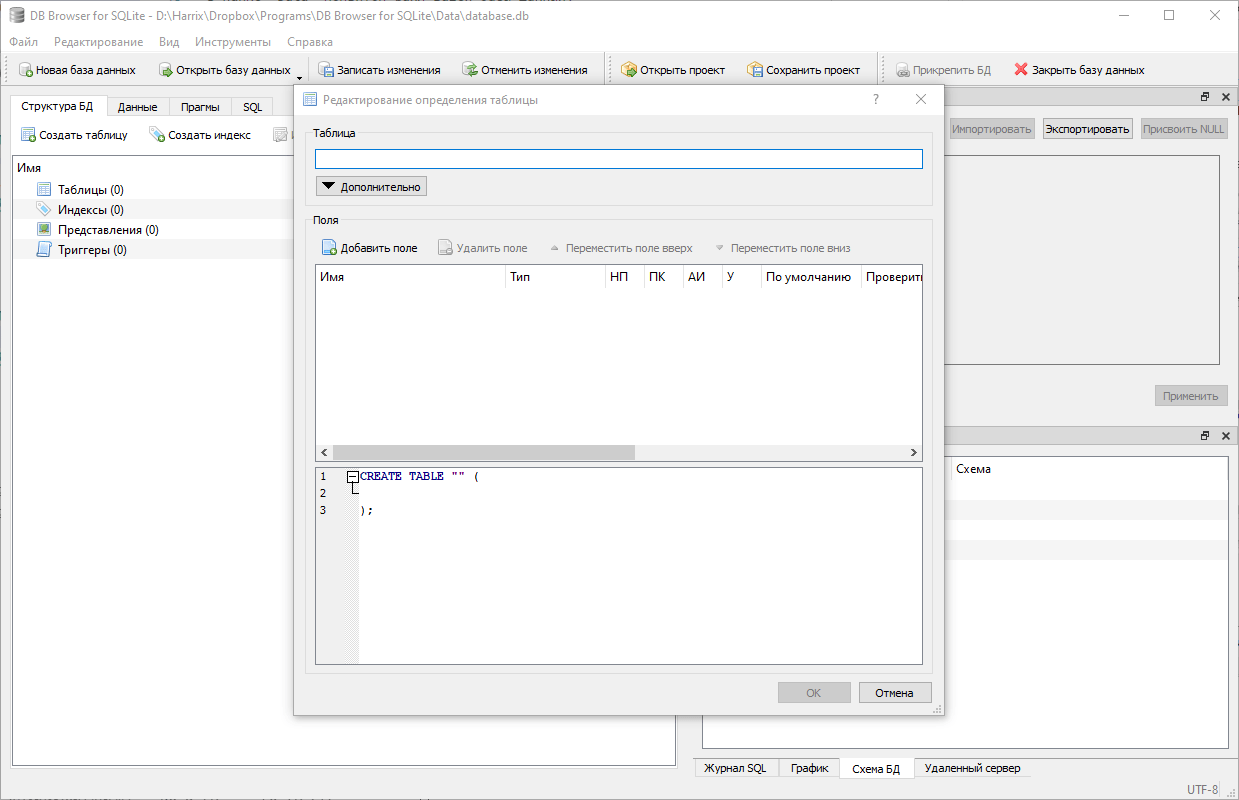 DB Browser for SQLite - D:\Harrix\Dropbox\Programs\DB Browser for SQLite\Data\database.db
Файл Редактирование Вид Инструменты Справка
Новая база данных Открыть базу данных Записать изменения Отменить изменения Открыть проект Сохранить проект Прикрепить БД Закрыть базу данных
Структура БД Данные Прагмы SQL
Создать таблицу Создать индекс
Имя
Таблицы (0)
Индексы (0)
Представления (0)
Триггеры (0)
Редактирование определения таблицы ?
Таблица
Дополнительно
Поля
Добавить поле Удалить поле Переместить поле вверх Переместить поле вниз
Имя Тип НП ПК АИ У По умолчанию Проверить
1 CREATE TABLE "" (
2
3 );
OK Отмена
Импортировать Экспортировать Присвоить NULL
Применить
Схема
Журнал SQL График Схема БД Удаленный сервер
UTF-8